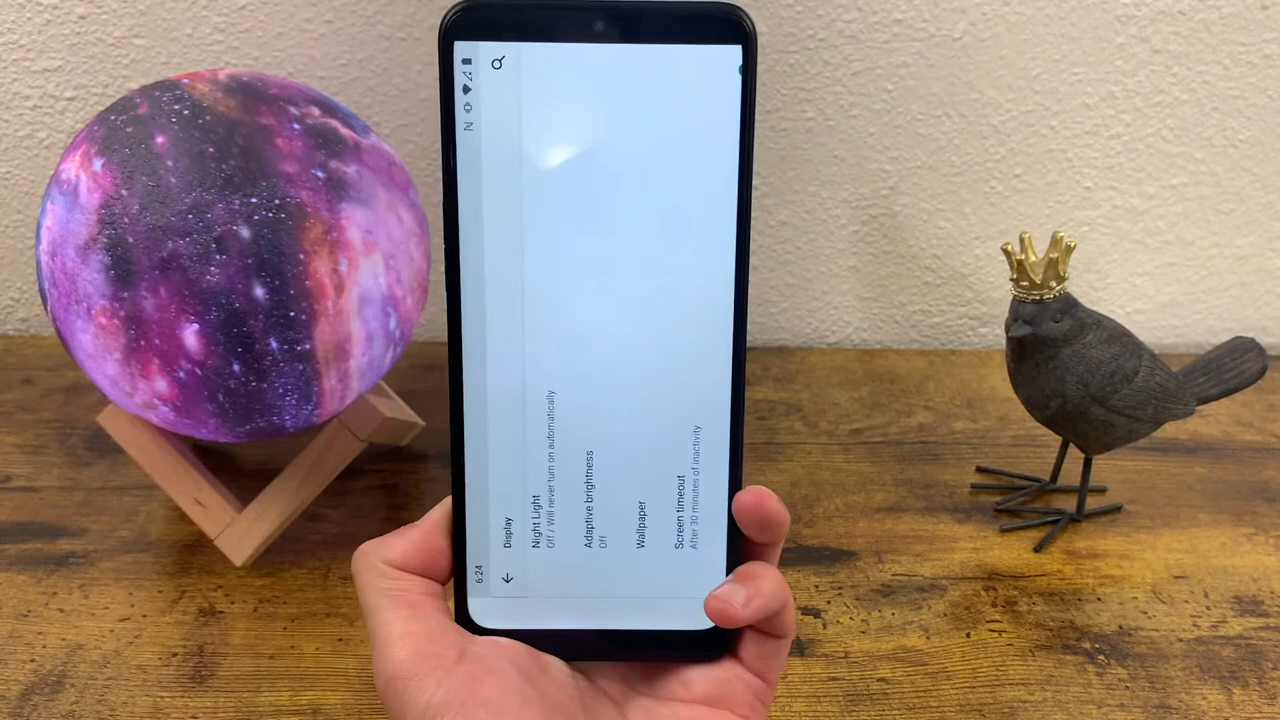 6:24
Display
Night Light
Off / Will never turn on automatically
Adaptive brightness
Off
Wallpaper
Screen timeout
After 30 minutes of inactivity